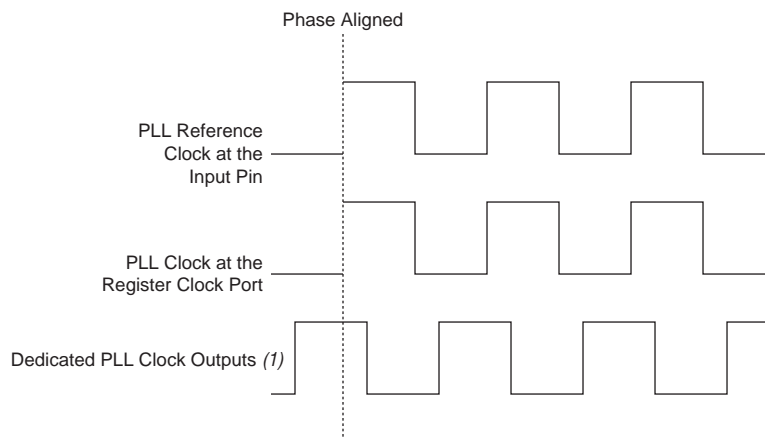 Phase Aligned
PLL Reference
Clock at the
Input Pin
PLL Clock at the
Register Clock Port
Dedicated PLL Clock Outputs (1)